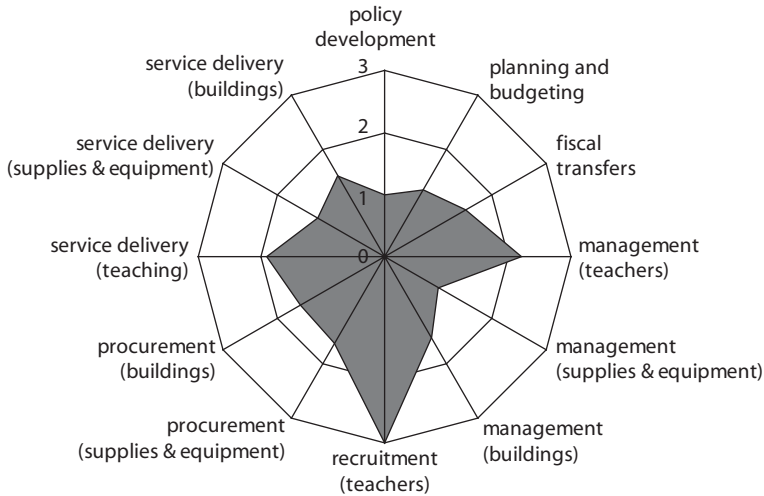 policy
development
planning and
budgeting
fiscal
transfers
management
(teachers)
management
(supplies & equipment)
management
(buildings)
recruitment
(teachers)
procurement
(supplies & equipment)
procurement
(buildings)
service delivery
(teaching)
service delivery
(supplies & equipment)
service delivery
(buildings)
3
2
1
0